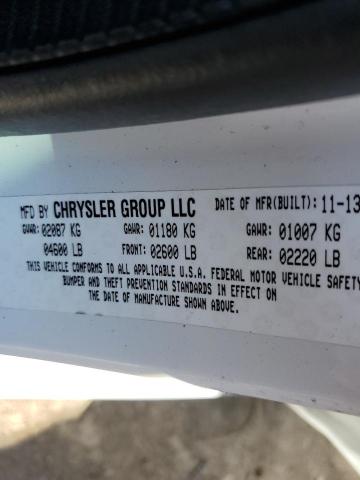 MFD BY CHRYSLER GROUP LLC DATE OF MFR(BUILT): 11-13
GVWR: 02087 KG GAWR: 01180 KG GAWR: 01007 KG
04600 LB FRONT: 02600 LB REAR: 02220 LB
THIS VEHICLE CONFORMS TO ALL APPLICABLE U.S.A. FEDERAL MOTOR VEHICLE SAFETY
BUMPER AND THEFT PREVENTION STANDARDS IN EFFECT ON
THE DATE OF MANUFACTURE SHOWN ABOVE.